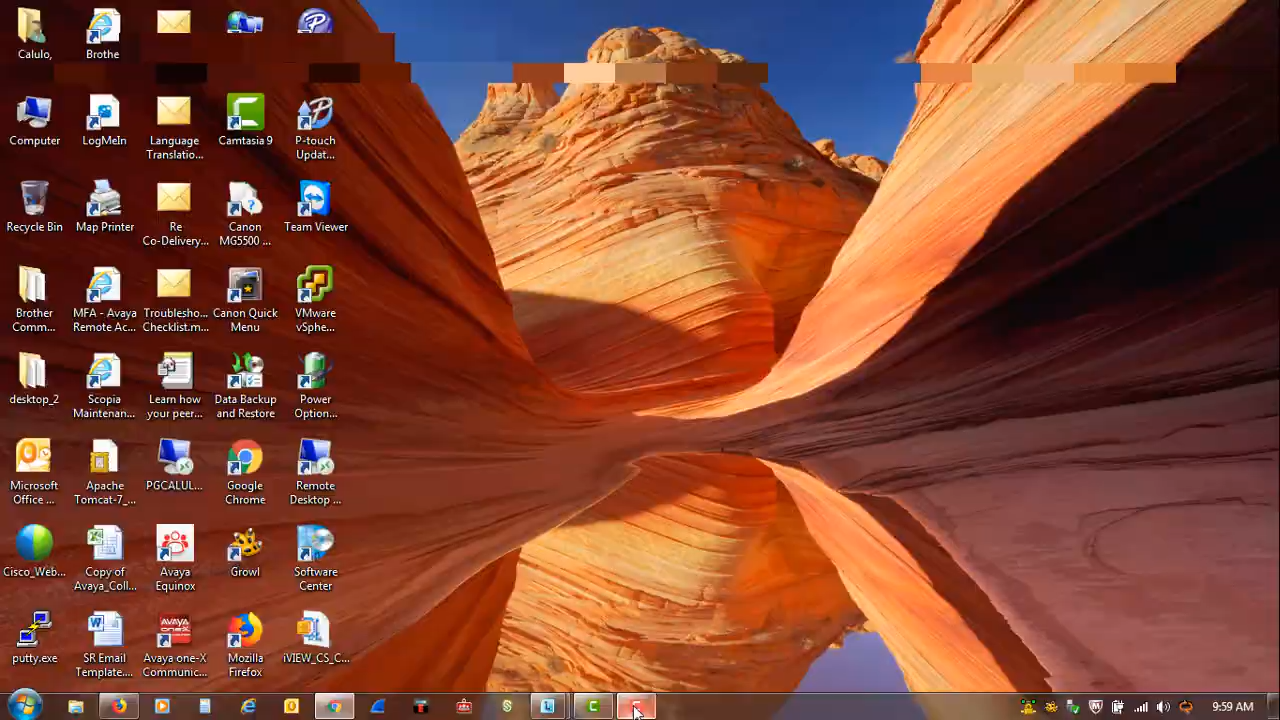 Calulo,
Brothe
Computer
LogMeIn
Language
Translatio...
Camtasia 9
P-touch
Updat...
Recycle Bin
Map Printer
Re
Co-Delivery...
Canon
MG5500 ...
Team Viewer
Brother
Comm...
MFA - Avaya
Remote Ac...
Troublesho...
Checklist.m...
Canon Quick
Menu
VMware
vSphe...
desktop_2
Scopia
Maintenan...
Learn how
your peer...
Data Backup
and Restore
Power
Option...
Microsoft
Office ...
Apache
Tomcat-7_...
PGCALUL...
Google
Chrome
Remote
Desktop ...
Cisco_Web...
Copy of
Avaya_Coll...
Avaya
Equinox
Growl
Software
Center
putty.exe
SR Email
Template....
AVAYA
one-X
Avaya one-X
Communic...
Mozilla
Firefox
iVIEW_CS_C...
9:59 AM